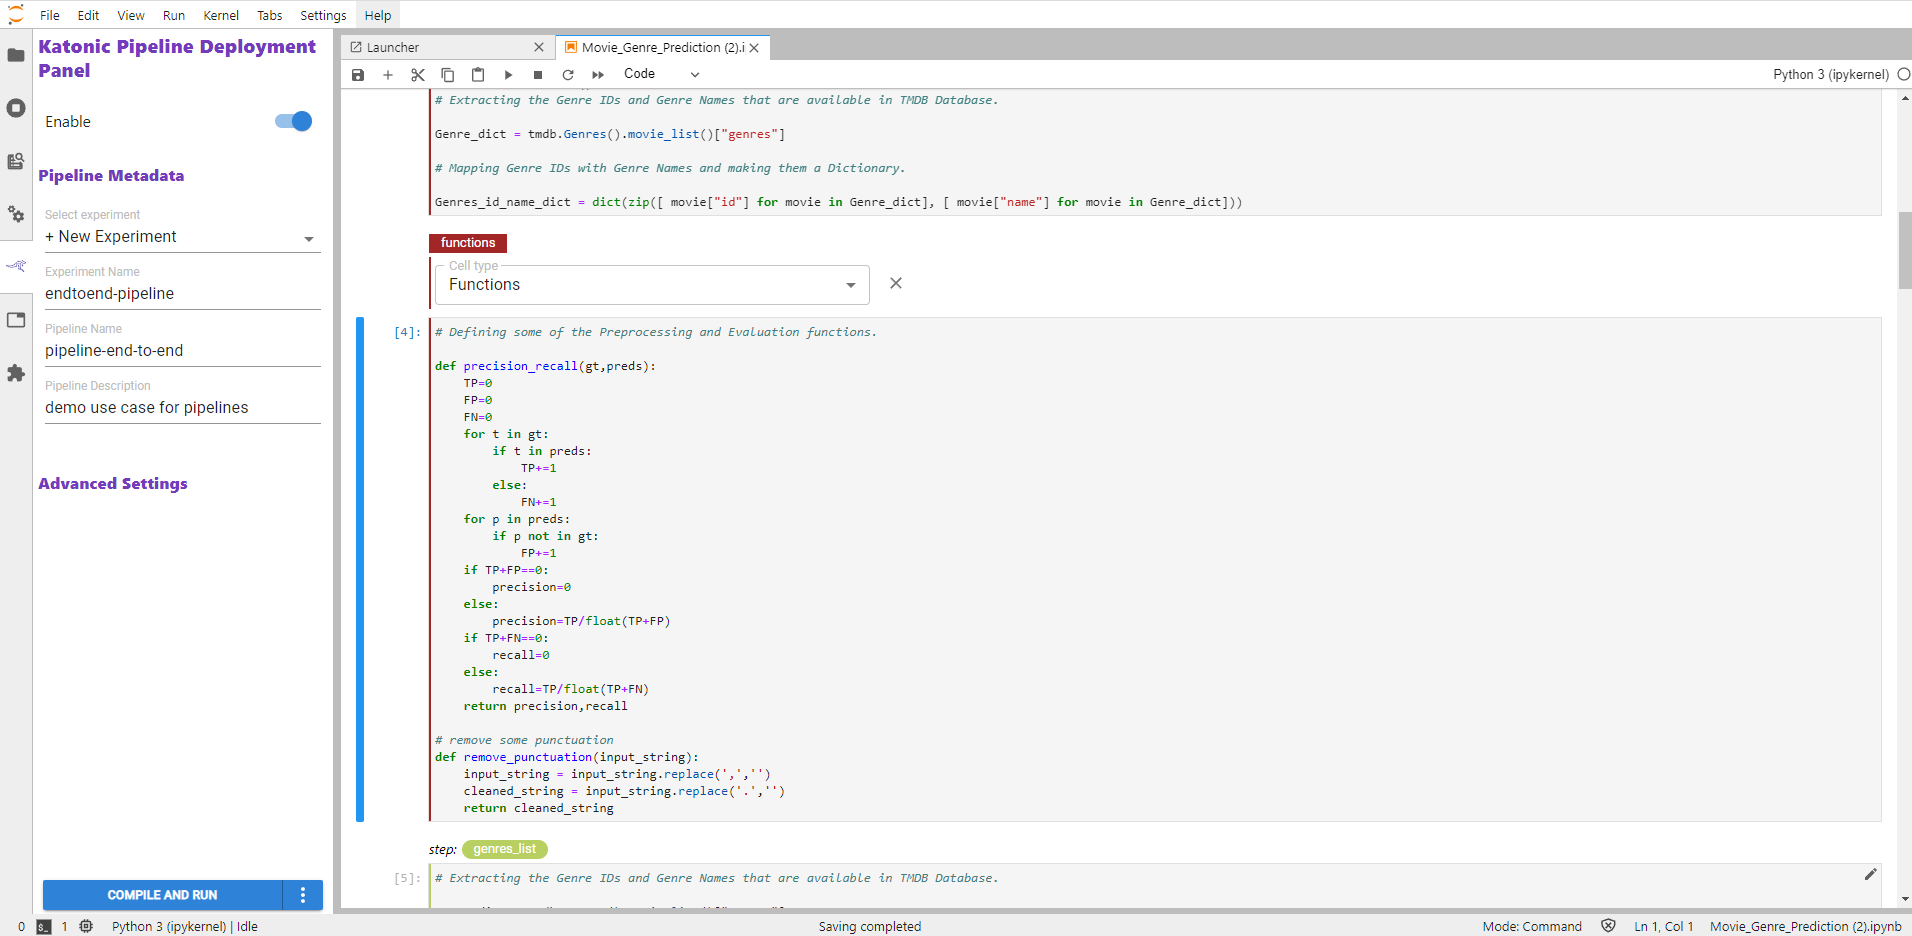 File Edit View Run Kernel Tabs Settings Help
Katonic Pipeline Deployment
Panel
Enable
Pipeline Metadata
Select experiment
+ New Experiment
Experiment Name
endtoend-pipeline
Pipeline Name
pipeline-end-to-end
Pipeline Description
demo use case for pipelines
Advanced Settings
COMPILE AND RUN
Launcher
Movie_Genre_Prediction (2).i
Code
Python 3 (ipykernel)
# Extracting the Genre IDs and Genre Names that are available in TMDB Database.
Genre_dict = tmdb.Genres().movie_list()["genres"]
# Mapping Genre IDs with Genre Names and making them a Dictionary.
Genres_id_name_dict = dict(zip([ movie["id"] for movie in Genre_dict], [ movie["name"] for movie in Genre_dict]))
functions
Cell type
Functions
[4]:
# Defining some of the Preprocessing and Evaluation functions.
def precision_recall(gt,preds):
    TP=0
    FP=0
    FN=0
    for t in gt:
        if t in preds:
            TP+=1
        else:
            FN+=1
    for p in preds:
        if p not in gt:
            FP+=1
    if TP+FP==0:
        precision=0
    else:
        precision=TP/float(TP+FP)
    if TP+FN==0:
        recall=0
    else:
        recall=TP/float(TP+FN)
    return precision,recall
# remove some punctuation
def remove_punctuation(input_string):
    input_string = input_string.replace(',','')
    cleaned_string = input_string.replace('.','')
    return cleaned_string
step: genres_list
[5]:
# Extracting the Genre IDs and Genre Names that are available in TMDB Database.
0 1 Python 3 (ipykernel) | Idle
Saving completed
Mode: Command
Ln 1, Col 1
Movie_Genre_Prediction (2).ipynb